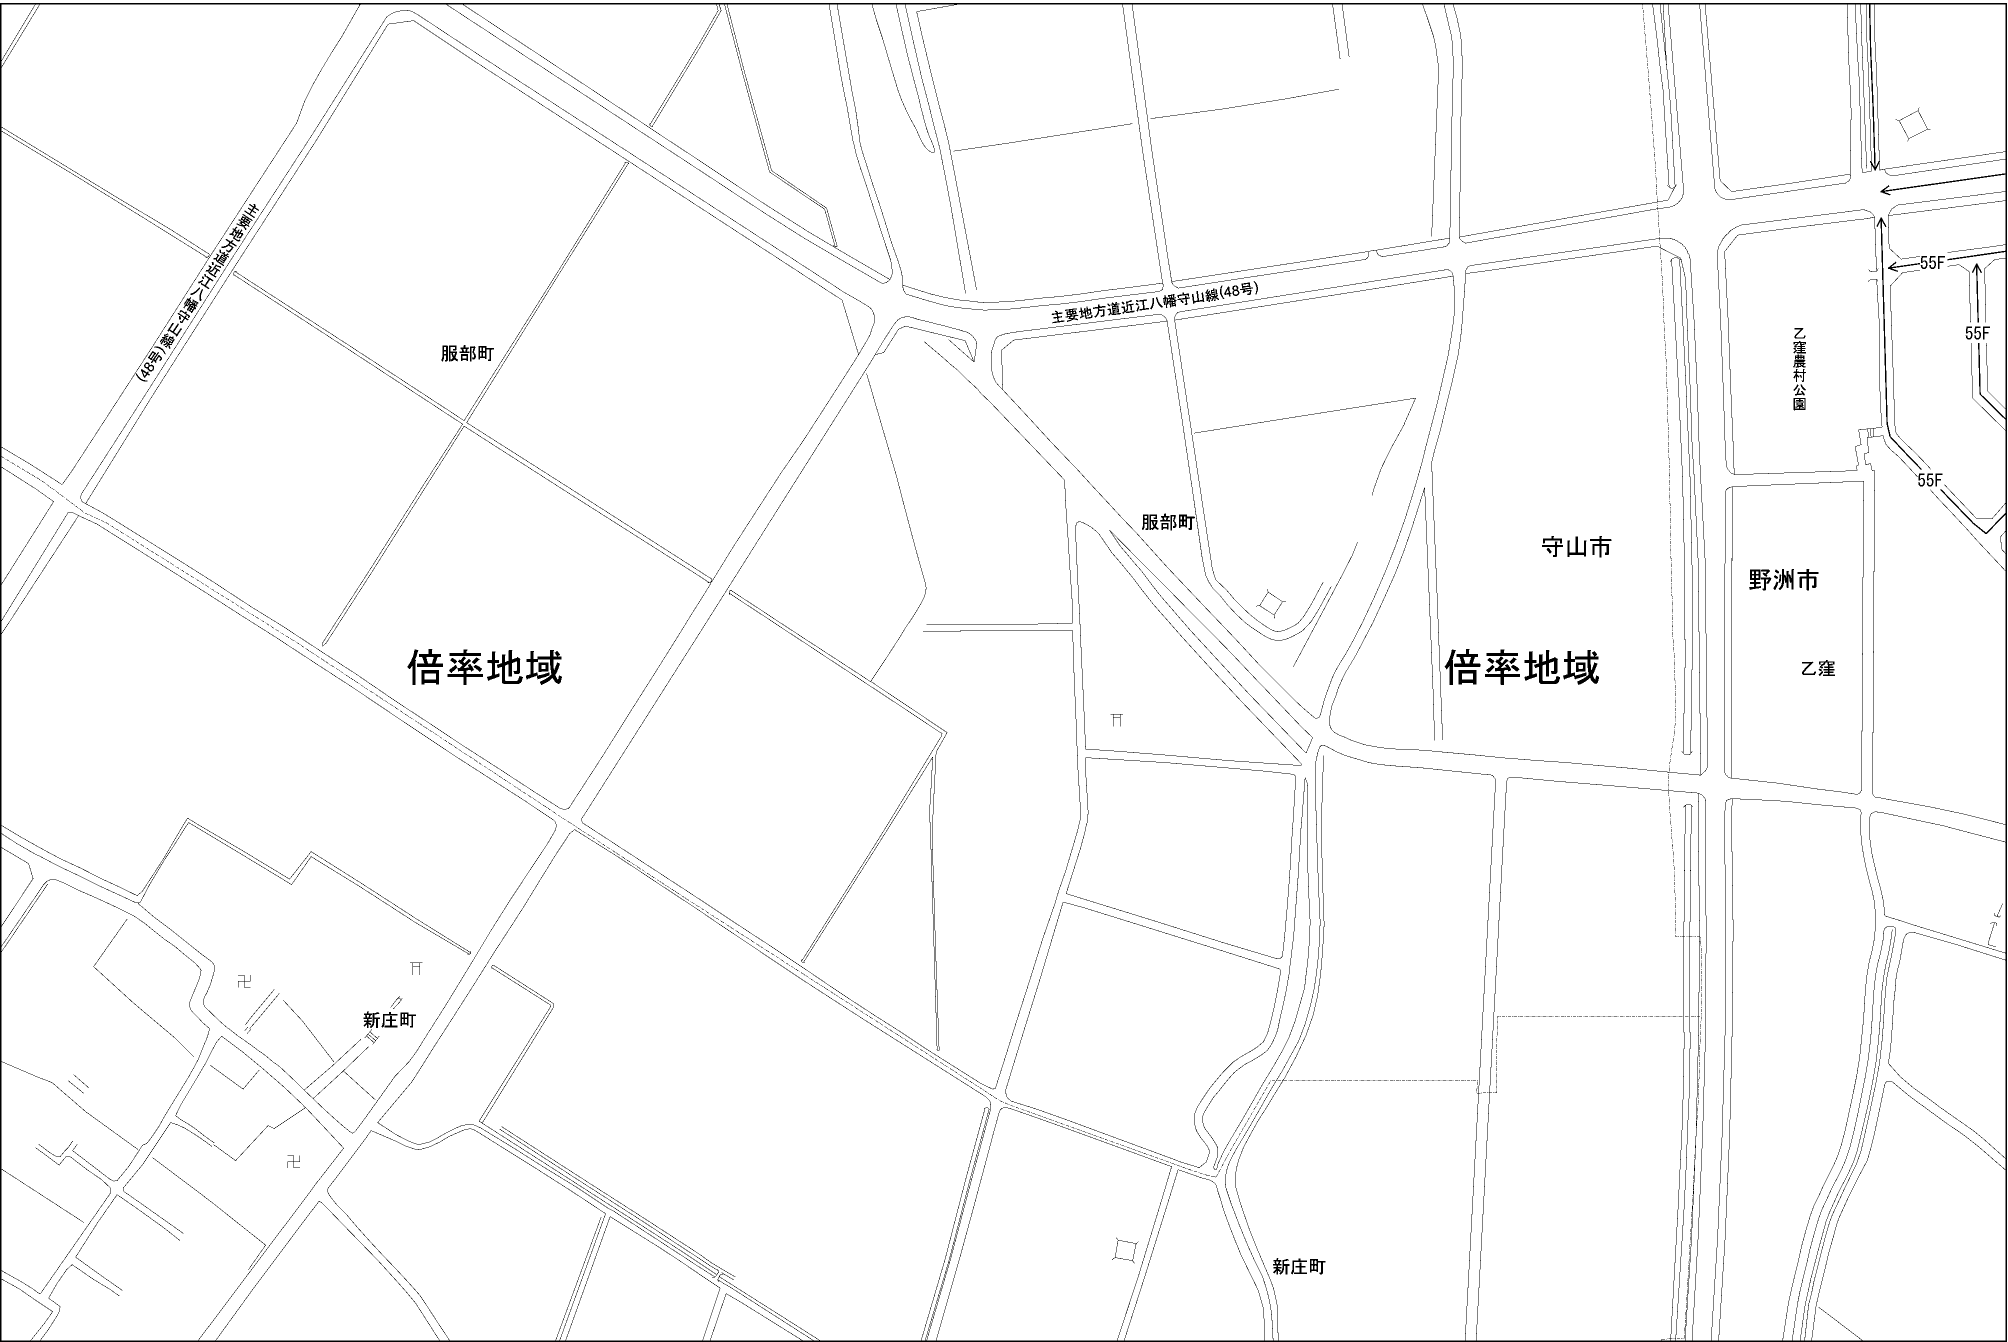 主要地方道近江八幡守山線(48号)
服部町
主要地方道近江八幡守山線(48号)
55F
55F
乙窪農村公園
55F
服部町
守山市
野洲市
倍率地域
倍率地域
乙窪
新庄町
新庄町